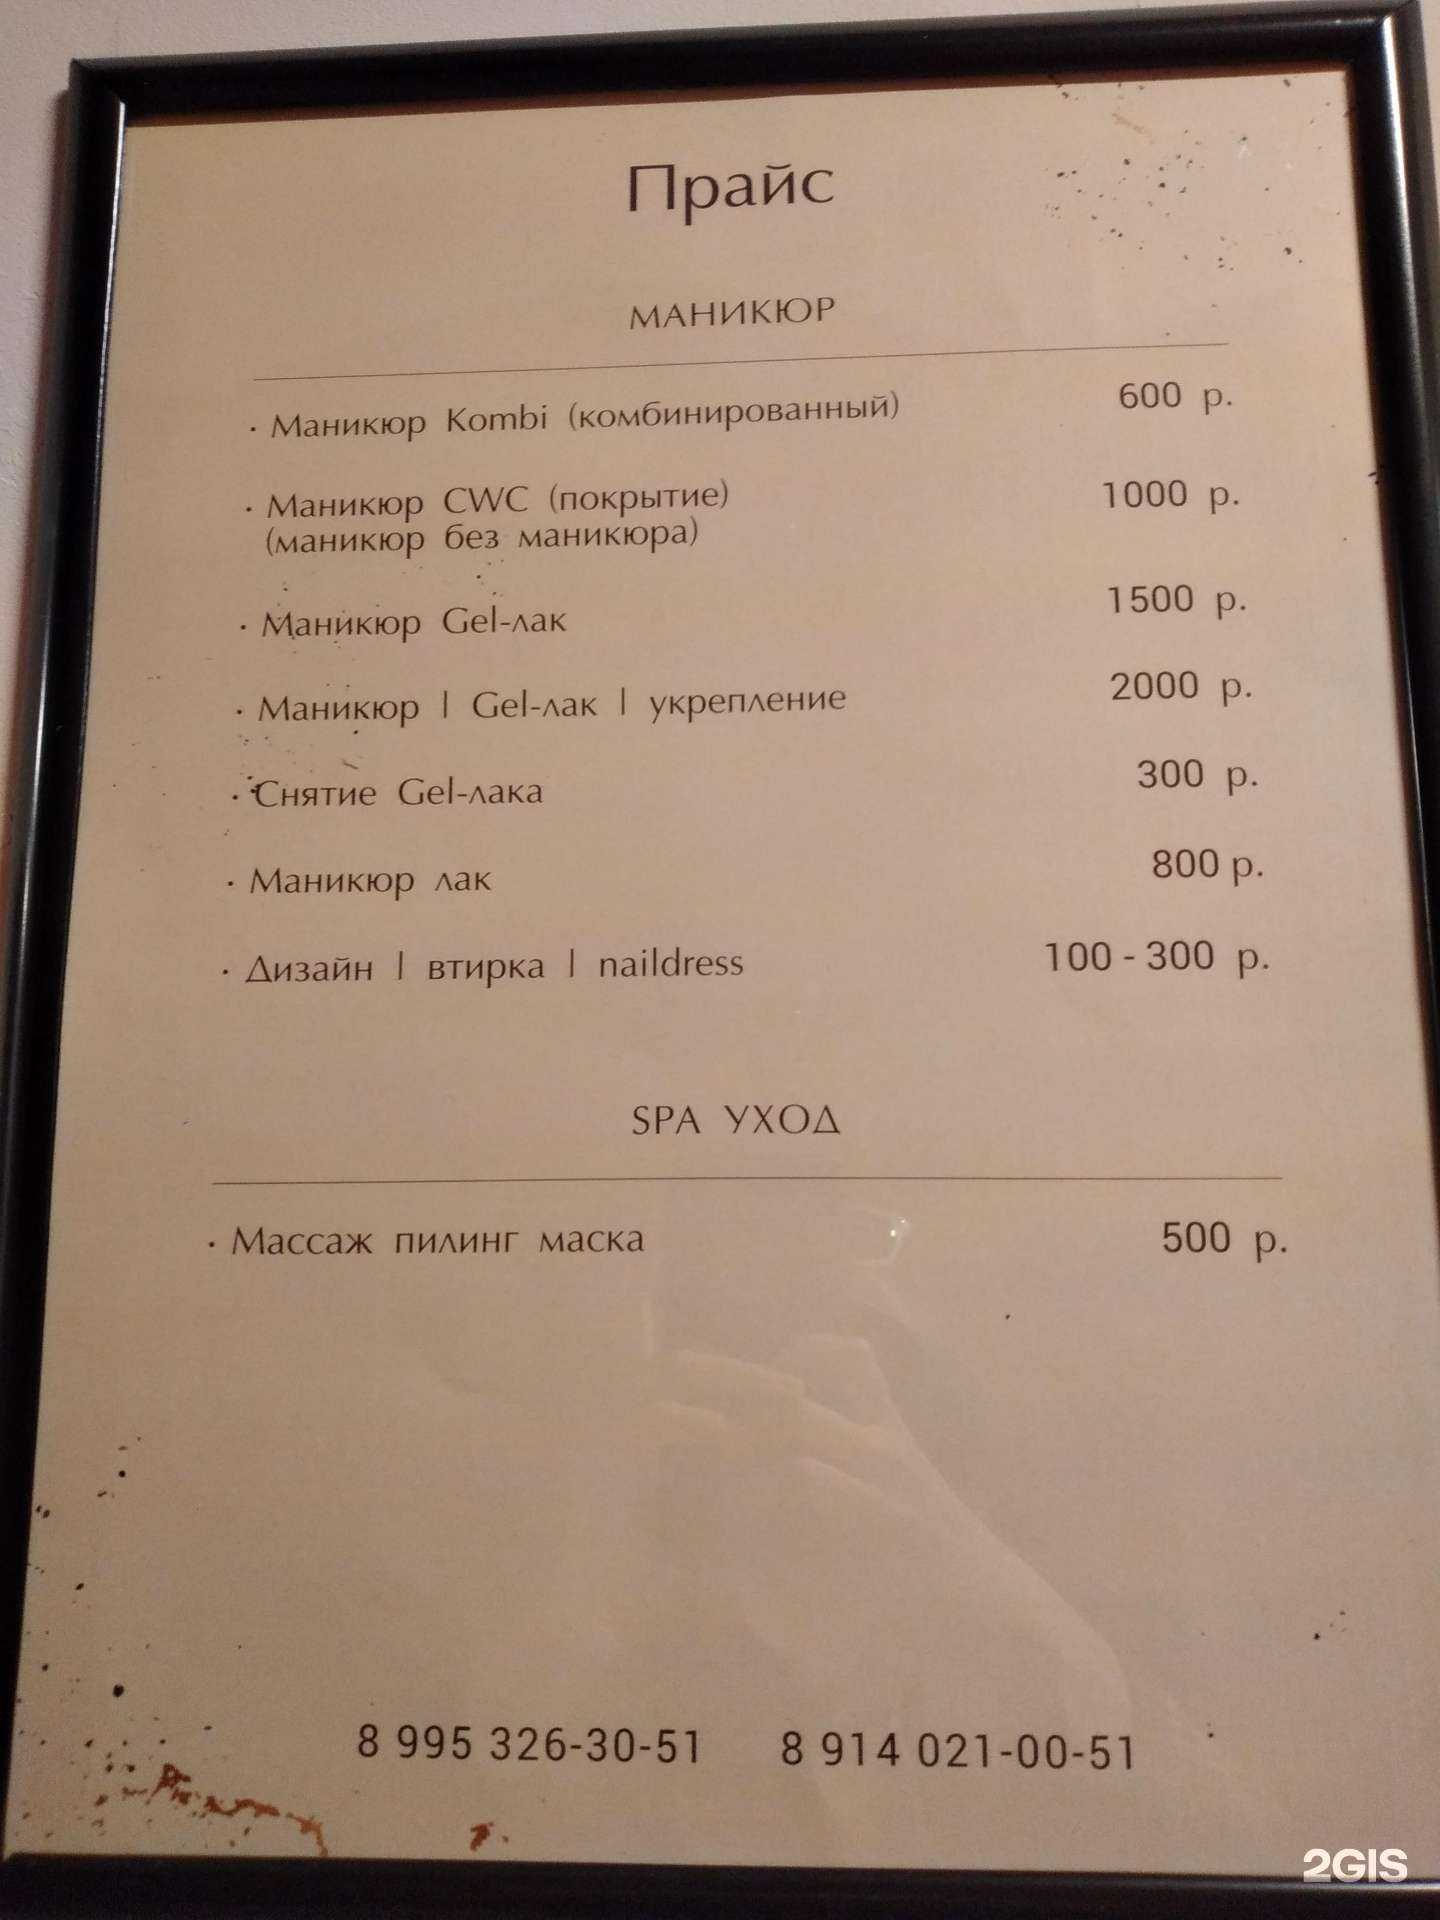 Прайс
МАНИКЮР
· Маникюр Kombi (комбинированный) 600 р.
· Маникюр CWC (покрытие) 1000 р.
(маникюр без маникюра)
· Маникюр Gel-лак 1500 р.
· Маникюр | Gel-лак | укрепление 2000 р.
· Снятие Gel-лака 300 р.
· Маникюр лак 800 р.
· Дизайн | втирка | naildress 100 - 300 р.
SPA УХОД
· Массаж пилинг маска 500 р.
8 995 326-30-51 8 914 021-00-51
2GIS